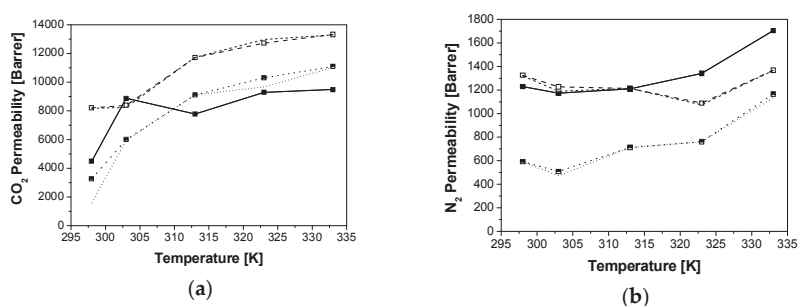 14000
12000
10000
8000
6000
4000
2000
0
CO₂ Permeability [Barrer]
295 300 305 310 315 320 325 330 335
Temperature [K]
(a)
1800
1600
1400
1200
1000
800
600
400
200
0
N₂ Permeability [Barrer]
295 300 305 310 315 320 325 330 335
Temperature [K]
(b)